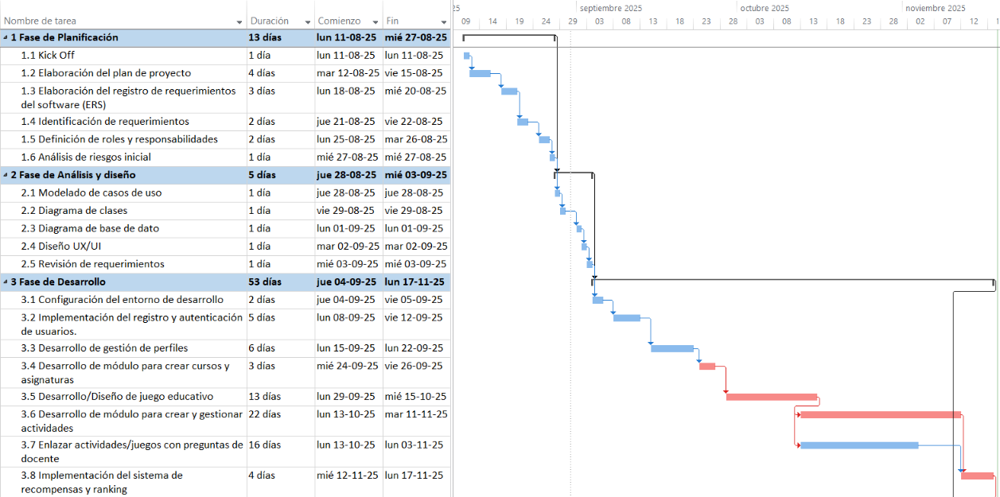 25 septiembre 2025 octubre 2025 noviembre 2025
Nombre de tarea Duración Comienzo Fin 09 14 19 24 29 03 08 13 18 23 28 03 08 13 18 23 28 02 07 12
1 Fase de Planificación 13 días lun 11-08-25 mié 27-08-25
1.1 Kick Off 1 día lun 11-08-25 lun 11-08-25
1.2 Elaboración del plan de proyecto 4 días mar 12-08-25 vie 15-08-25
1.3 Elaboración del registro de requerimientos 3 días lun 18-08-25 mié 20-08-25
del software (ERS)
1.4 Identificación de requerimientos 2 días jue 21-08-25 vie 22-08-25
1.5 Definición de roles y responsabilidades 2 días lun 25-08-25 mar 26-08-25
1.6 Análisis de riesgos inicial 1 día mié 27-08-25 mié 27-08-25
2 Fase de Análisis y diseño 5 días jue 28-08-25 mié 03-09-25
2.1 Modelado de casos de uso 1 día jue 28-08-25 jue 28-08-25
2.2 Diagrama de clases 1 día vie 29-08-25 vie 29-08-25
2.3 Diagrama de base de dato 1 día lun 01-09-25 lun 01-09-25
2.4 Diseño UX/UI 1 día mar 02-09-25 mar 02-09-25
2.5 Revisión de requerimientos 1 día mié 03-09-25 mié 03-09-25
3 Fase de Desarrollo 53 días jue 04-09-25 lun 17-11-25
3.1 Configuración del entorno de desarrollo 2 días jue 04-09-25 vie 05-09-25
3.2 Implementación del registro y autenticación 5 días lun 08-09-25 vie 12-09-25
de usuarios.
3.3 Desarrollo de gestión de perfiles 6 días lun 15-09-25 lun 22-09-25
3.4 Desarrollo de módulo para crear cursos y 3 días mié 24-09-25 vie 26-09-25
asignaturas
3.5 Desarrollo/Diseño de juego educativo 13 días lun 29-09-25 mié 15-10-25
3.6 Desarrollo de módulo para crear y gestionar 22 días lun 13-10-25 mar 11-11-25
actividades
3.7 Enlazar actividades/juegos con preguntas de 16 días lun 13-10-25 lun 03-11-25
docente
3.8 Implementación del sistema de 4 días mié 12-11-25 lun 17-11-25
recompensas y ranking